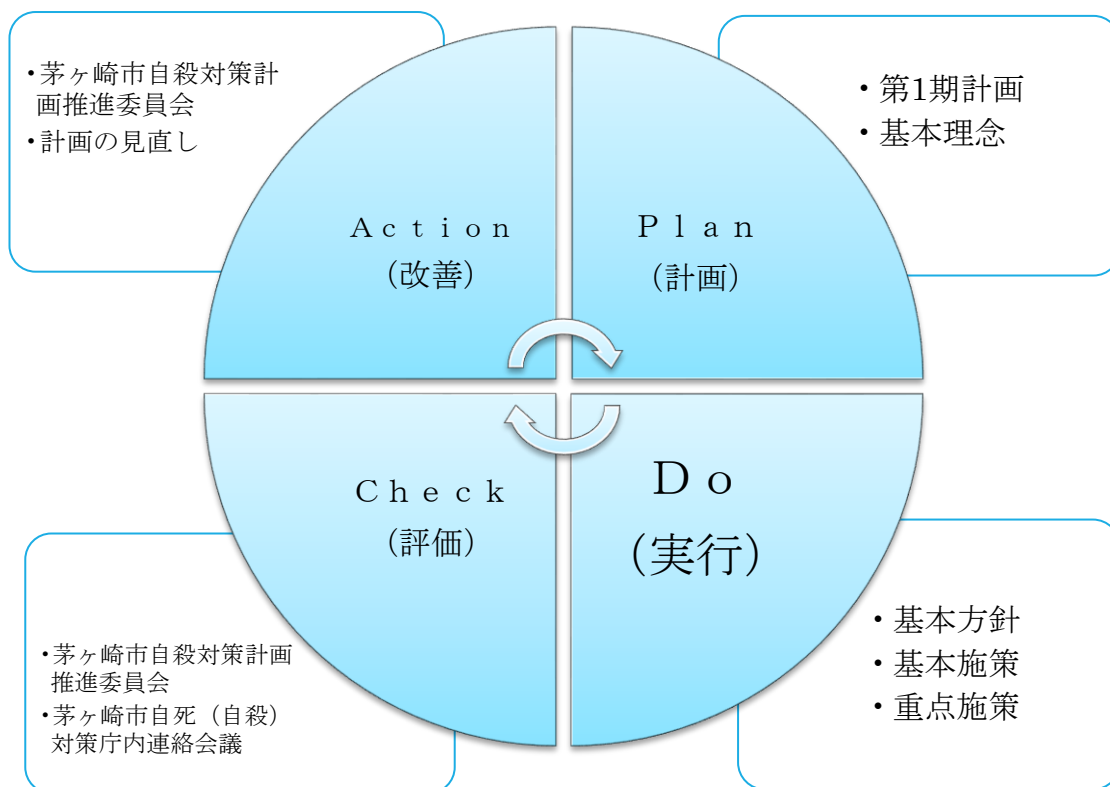 ・茅ヶ崎市自殺対策計
画推進委員会
・計画の見直し
・第1期計画
・基本理念
Ａｃｔｉｏｎ
（改善）
Ｐｌａｎ
（計画）
Ｃｈｅｃｋ
（評価）
Ｄｏ
（実行）
・茅ヶ崎市自殺対策計画
推進委員会
・茅ヶ崎市自死（自殺）
対策庁内連絡会議
・基本方針
・基本施策
・重点施策